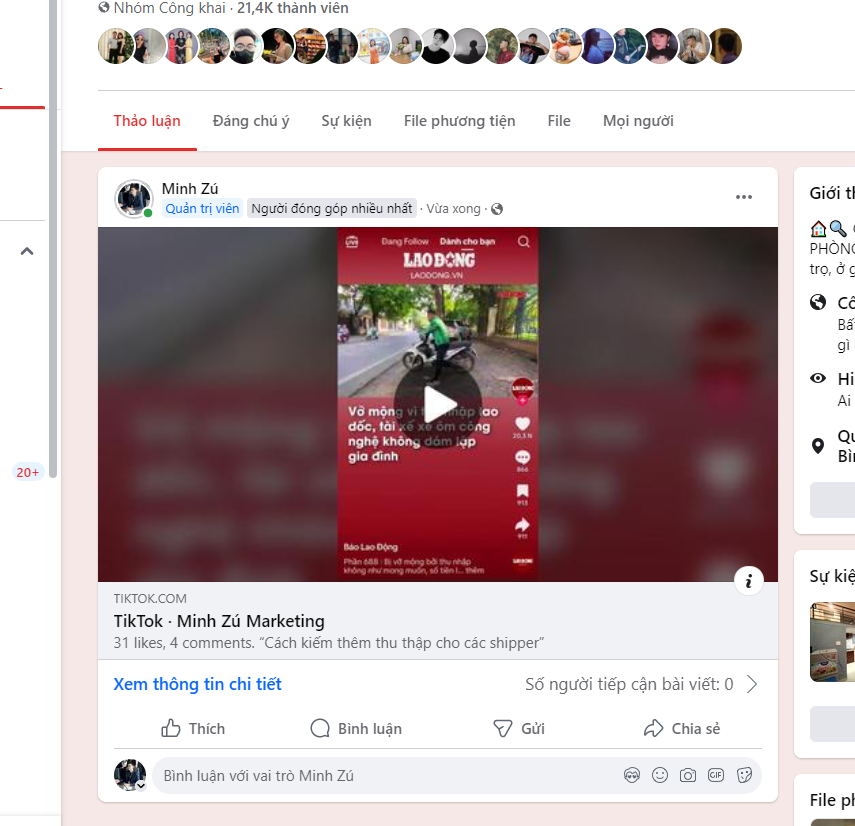 Nhóm Công khai · 21,4K thành viên
Thảo luận
Đáng chú ý
Sự kiện
File phương tiện
File
Mọi người
20+
Minh Zú
Quản trị viên
Người đóng góp nhiều nhất · Vừa xong ·
LIVE
Đang Follow
Dành cho bạn
LAO ĐỘNG
LAODONG.VN
Vỡ mộng vì nhập lao
dốc, tài xế xe ôm công
nghệ không dám lập
gia đình
20,3 N
866
913
911
Báo Lao Động
Phần 688 | Bị vỡ mộng bởi thu nhập
không như mong muốn, số tiền l... thêm
TIKTOK.COM
TikTok · Minh Zú Marketing
31 likes, 4 comments. “Cách kiếm thêm thu thập cho các shipper”
Xem thông tin chi tiết
Số người tiếp cận bài viết: 0
Thích
Bình luận
Gửi
Chia sẻ
Bình luận với vai trò Minh Zú
GIF
Giới th
PHÒNG
trọ, ở g
Cô
Bấ
gì
Hi
Ai
Qu
Bìn
Sự kiệ
File ph